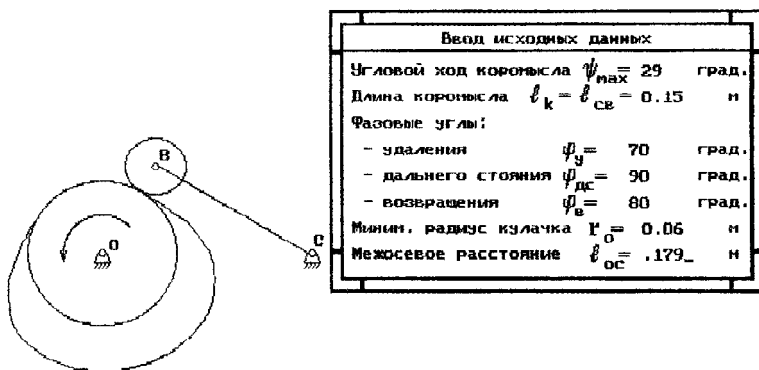 B
O
C
Ввод исходных данных
Угловой ход коромысла ψmax= 29 град.
Длина коромысла ℓk = ℓCB = 0.15 м
Фазовые углы:
- удаления φу= 70 град.
- дальнего стояния φдс= 90 град.
- возвращения φв= 80 град.
Миним. радиус кулачка ro= 0.06 м
Межосевое расстояние ℓoc= .179_ м